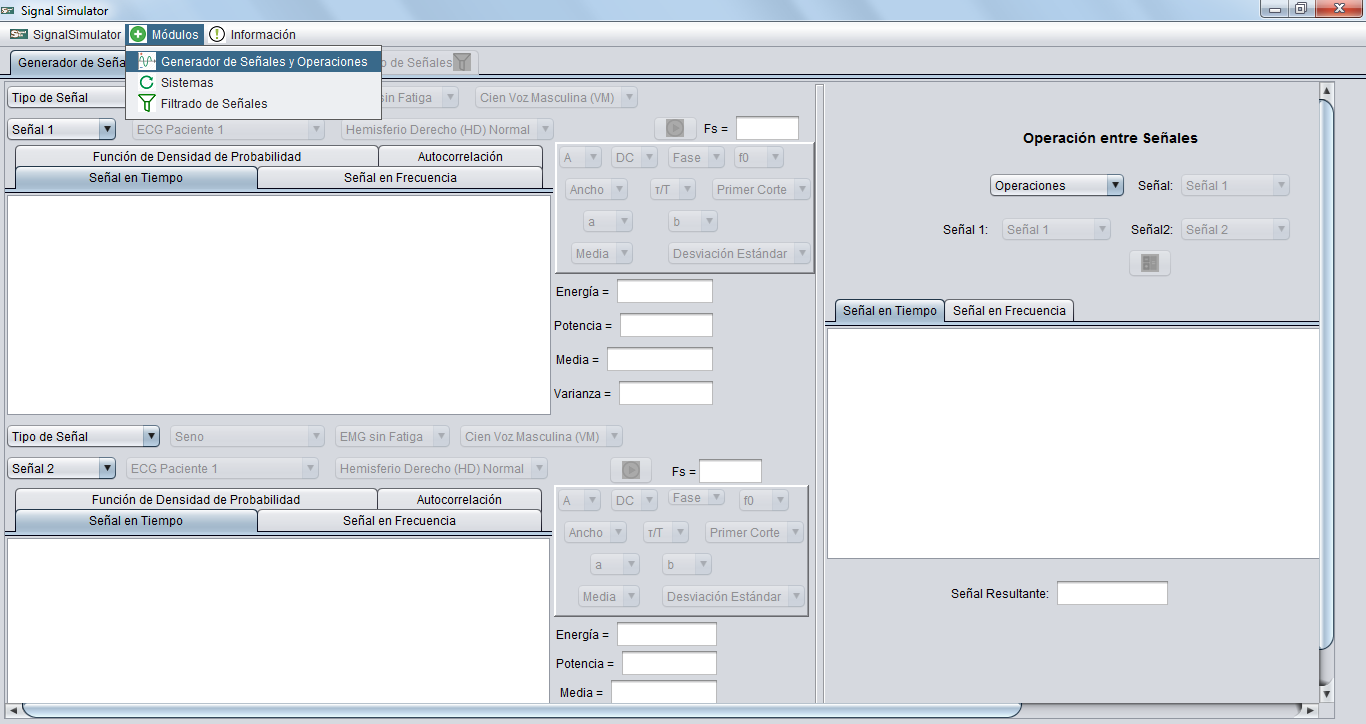 Signal Simulator
SignalSimulator Módulos Información
Generador de Seña o de Señales
Generador de Señales y Operaciones
Sistemas
Filtrado de Señales
Tipo de Señal sin Fatiga Cien Voz Masculina (VM)
Señal 1 ECG Paciente 1 Hemisferio Derecho (HD) Normal Fs =
Función de Densidad de Probabilidad Autocorrelación
Señal en Tiempo Señal en Frecuencia
A DC Fase f0
Ancho τ/T Primer Corte
a b
Media Desviación Estándar
Energía =
Potencia =
Media =
Varianza =
Tipo de Señal Seno EMG sin Fatiga Cien Voz Masculina (VM)
Señal 2 ECG Paciente 1 Hemisferio Derecho (HD) Normal Fs =
Función de Densidad de Probabilidad Autocorrelación
Señal en Tiempo Señal en Frecuencia
A DC Fase f0
Ancho τ/T Primer Corte
a b
Media Desviación Estándar
Energía =
Potencia =
Media =
Operación entre Señales
Operaciones Señal: Señal 1
Señal 1: Señal 1 Señal2: Señal 2
Señal en Tiempo Señal en Frecuencia
Señal Resultante: